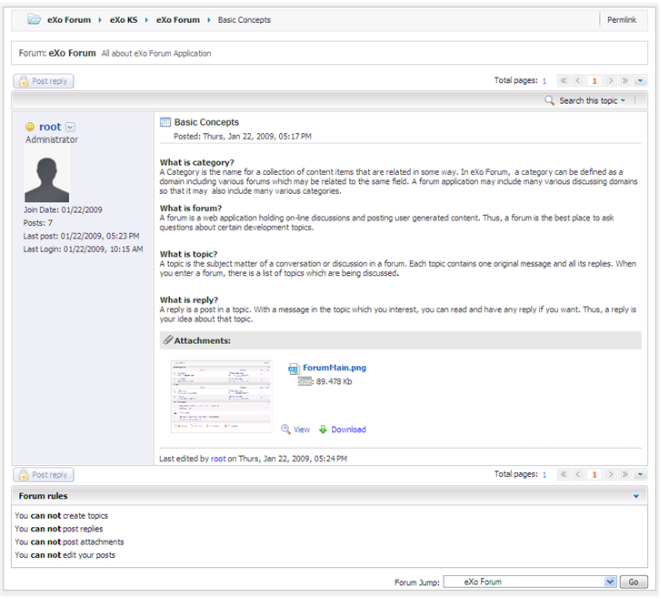 eXo Forum eXo KS eXo Forum Basic Concepts Permlink
Forum: eXo Forum All about eXo Forum Application
Post reply Total pages: 1 « < 1 > »
Search this topic
root
Administrator
Join Date: 01/22/2009
Posts: 7
Last post: 01/22/2009, 05:23 PM
Last Login: 01/22/2009, 10:15 AM
Basic Concepts
Posted: Thurs, Jan 22, 2009, 05:17 PM
What is category?
A Category is the name for a collection of content items that are related in some way. In eXo Forum, a category can be defined as a
domain including various forums which may be related to the same field. A forum application may include many various discussing domains
so that it may also include many various categories.
What is forum?
A forum is a web application holding on-line discussions and posting user generated content. Thus, a forum is the best place to ask
questions about certain development topics.
What is topic?
A topic is the subject matter of a conversation or discussion in a forum. Each topic contains one original message and all its replies. When
you enter a forum, there is a list of topics which are being discussed.
What is reply?
A reply is a post in a topic. With a message in the topic which you interest, you can read and have any reply if you want. Thus, a reply is
your idea about that topic.
Attachments:
ForumMain.png
: 89.478 Kb
View Download
Last edited by root on Thurs, Jan 22, 2009, 05:24 PM
Post reply Total pages: 1 « < 1 > »
Forum rules
You can not create topics
You can not post replies
You can not post attachments
You can not edit your posts
Forum Jump: eXo Forum Go